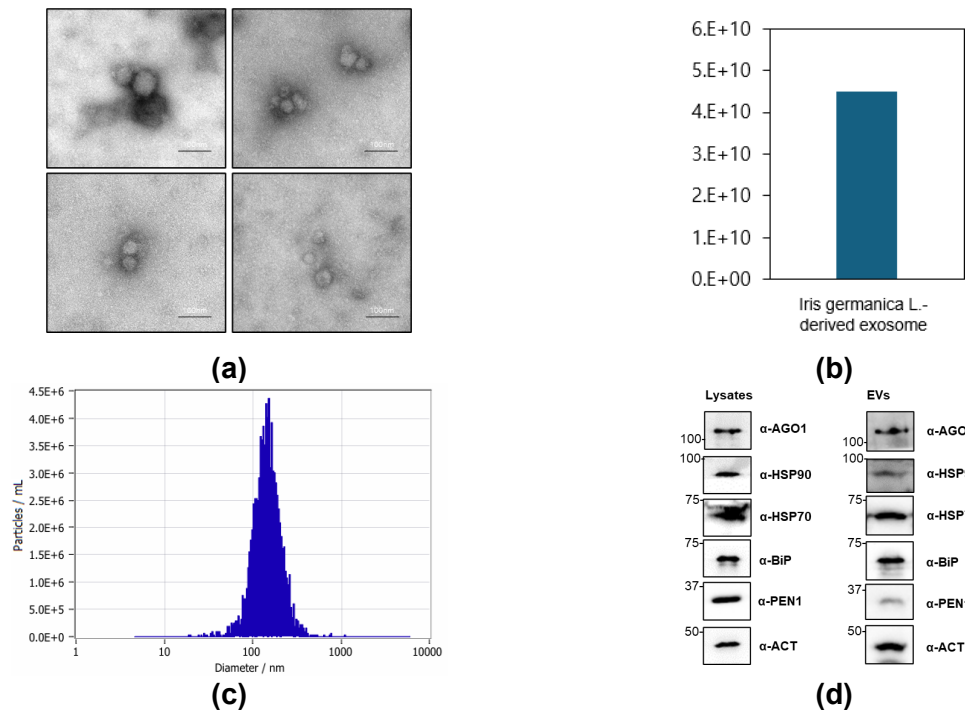 100nm
100nm
100nm
100nm
(a)
6.E+10
5.E+10
4.E+10
3.E+10
2.E+10
1.E+10
0.E+00
Iris germanica L.-
derived exosome
(b)
4.5E+6
4.0E+6
3.5E+6
3.0E+6
2.5E+6
2.0E+6
1.5E+6
1.0E+6
5.0E+5
0.0E+0
Particles / mL
1 10 100 1000 10000
Diameter / nm
(c)
Lysates
100 α-AGO1
100 α-HSP90
75 α-HSP70
75 α-BiP
37 α-PEN1
50 α-ACT
EVs
100 α-AGO
100 α-HSP
75 α-HSP
75 α-BiP
37 α-PEN
50 α-ACT
(d)